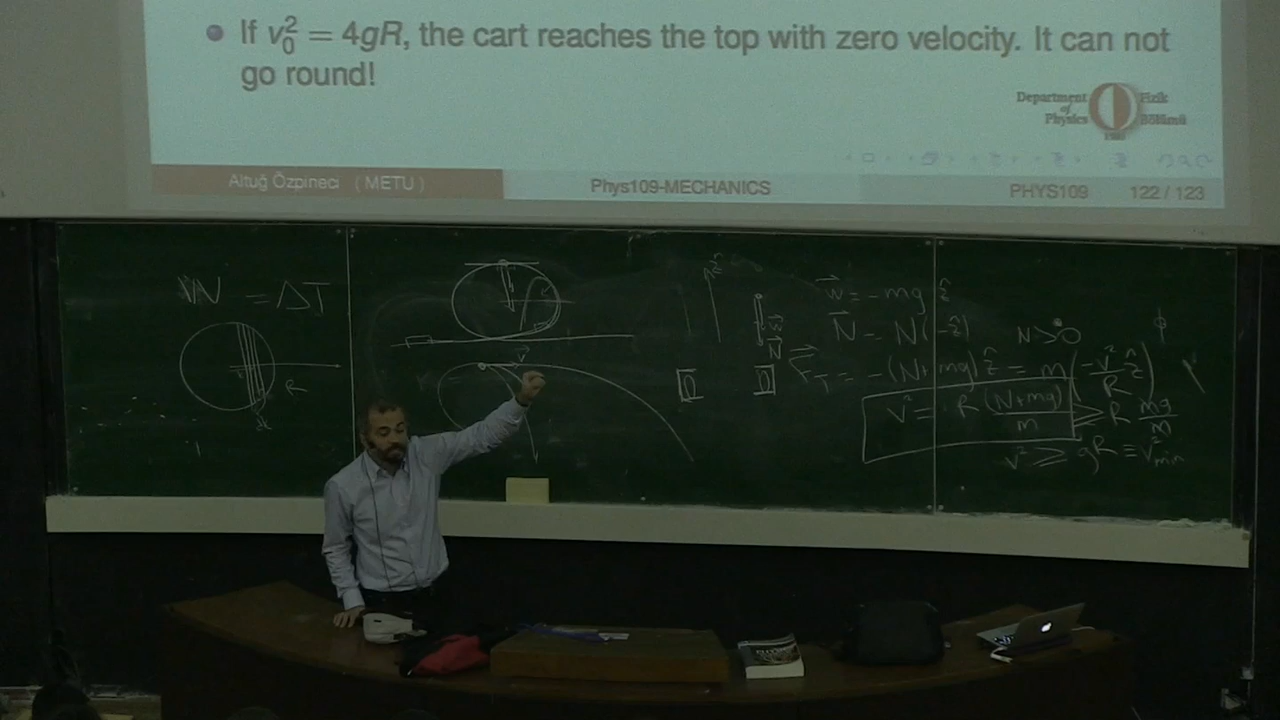 If v₀² = 4gR, the cart reaches the top with zero velocity. It can not
go round!
Department of Physics
Fizik Bölümü
Altuğ Özpineci ( METU )
Phys109-MECHANICS
PHYS109
122 / 123
W = ΔT
R
v
W⃗ = -mg ẑ
N⃗ = N(-ẑ)
N>0
F⃗_T = -(N+mg) ẑ = m(-v²/R ẑ)
v² = R (N+mg)/m ≥ R mg/m
v² ≥ gR ≡ v²min